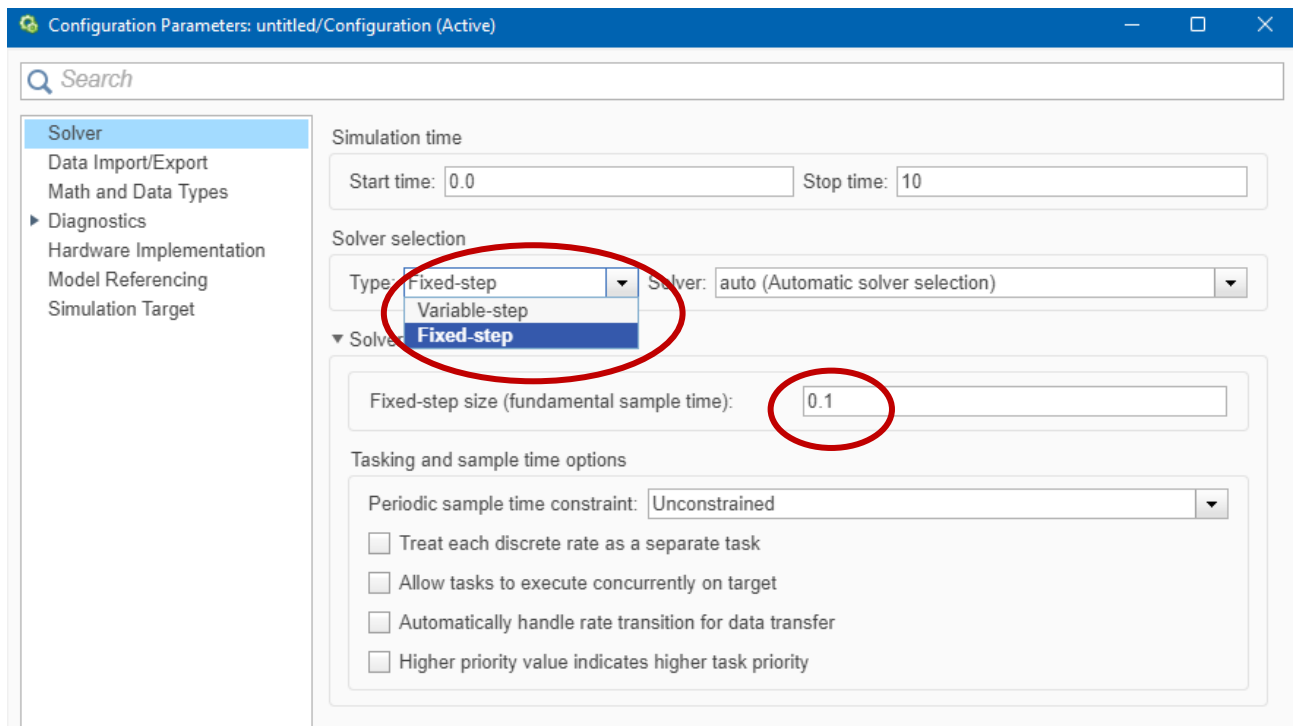 Configuration Parameters: untitled/Configuration (Active)
Search
Solver
Data Import/Export
Math and Data Types
Diagnostics
Hardware Implementation
Model Referencing
Simulation Target
Simulation time
Start time: 0.0 Stop time: 10
Solver selection
Type: Fixed-step Solver: auto (Automatic solver selection)
Variable-step
Fixed-step
Solver
Fixed-step size (fundamental sample time): 0.1
Tasking and sample time options
Periodic sample time constraint: Unconstrained
Treat each discrete rate as a separate task
Allow tasks to execute concurrently on target
Automatically handle rate transition for data transfer
Higher priority value indicates higher task priority